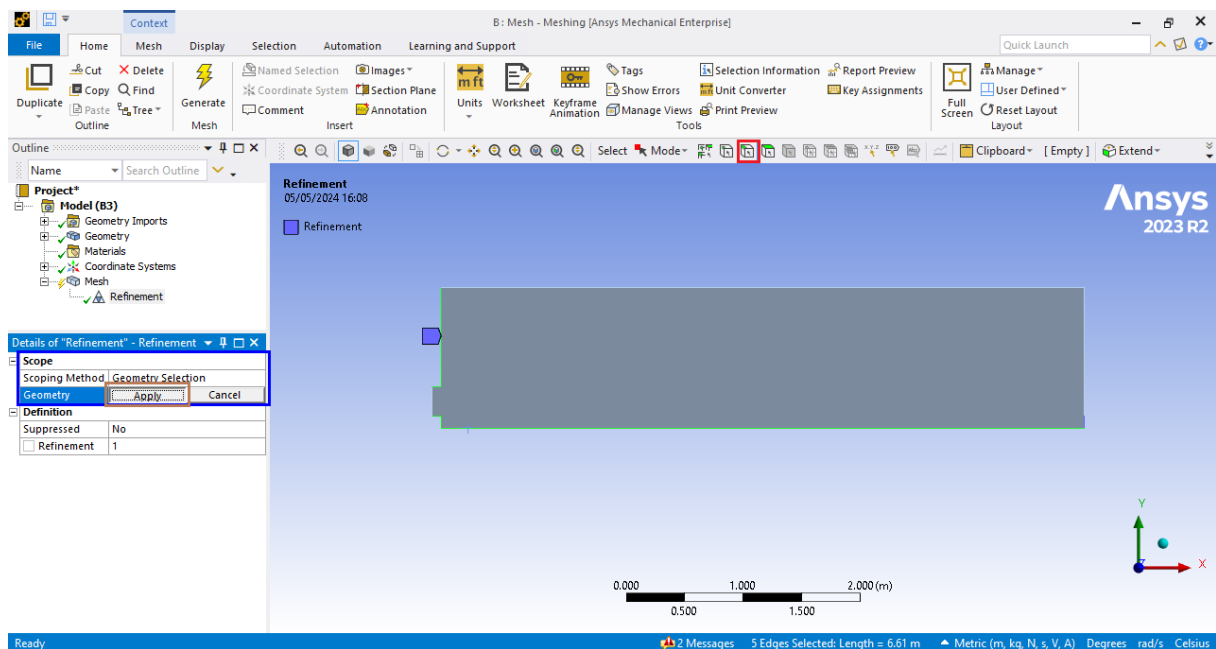 Context
B : Mesh - Meshing [Ansys Mechanical Enterprise]
File Home Mesh Display Selection Automation Learning and Support
Quick Launch
Duplicate
Cut
Copy
Paste
Delete
Find
Tree
Outline
Generate
Mesh
Named Selection
Coordinate System
Comment
Images
Section Plane
Annotation
Insert
m ft
Units
Worksheet
Keyframe
Animation
Tags
Show Errors
Manage Views
Selection Information
Unit Converter
Print Preview
Report Preview
Key Assignments
Tools
Full
Screen
Manage
User Defined
Reset Layout
Layout
Outline
Name
Search Outline
Select Mode Clipboard [ Empty ] Extend
Project*
Model (B3)
Geometry Imports
Geometry
Materials
Coordinate Systems
Mesh
Refinement
Refinement
05/05/2024 16:08
Refinement
Ansys
2023 R2
Details of "Refinement" - Refinement
Scope
Scoping Method Geometry Selection
Geometry Apply Cancel
Definition
Suppressed No
Refinement 1
Y
Z
X
0.000 1.000 2.000 (m)
0.500 1.500
Ready 2 Messages 5 Edges Selected: Length = 6.61 m Metric (m, kg, N, s, V, A) Degrees rad/s Celsius